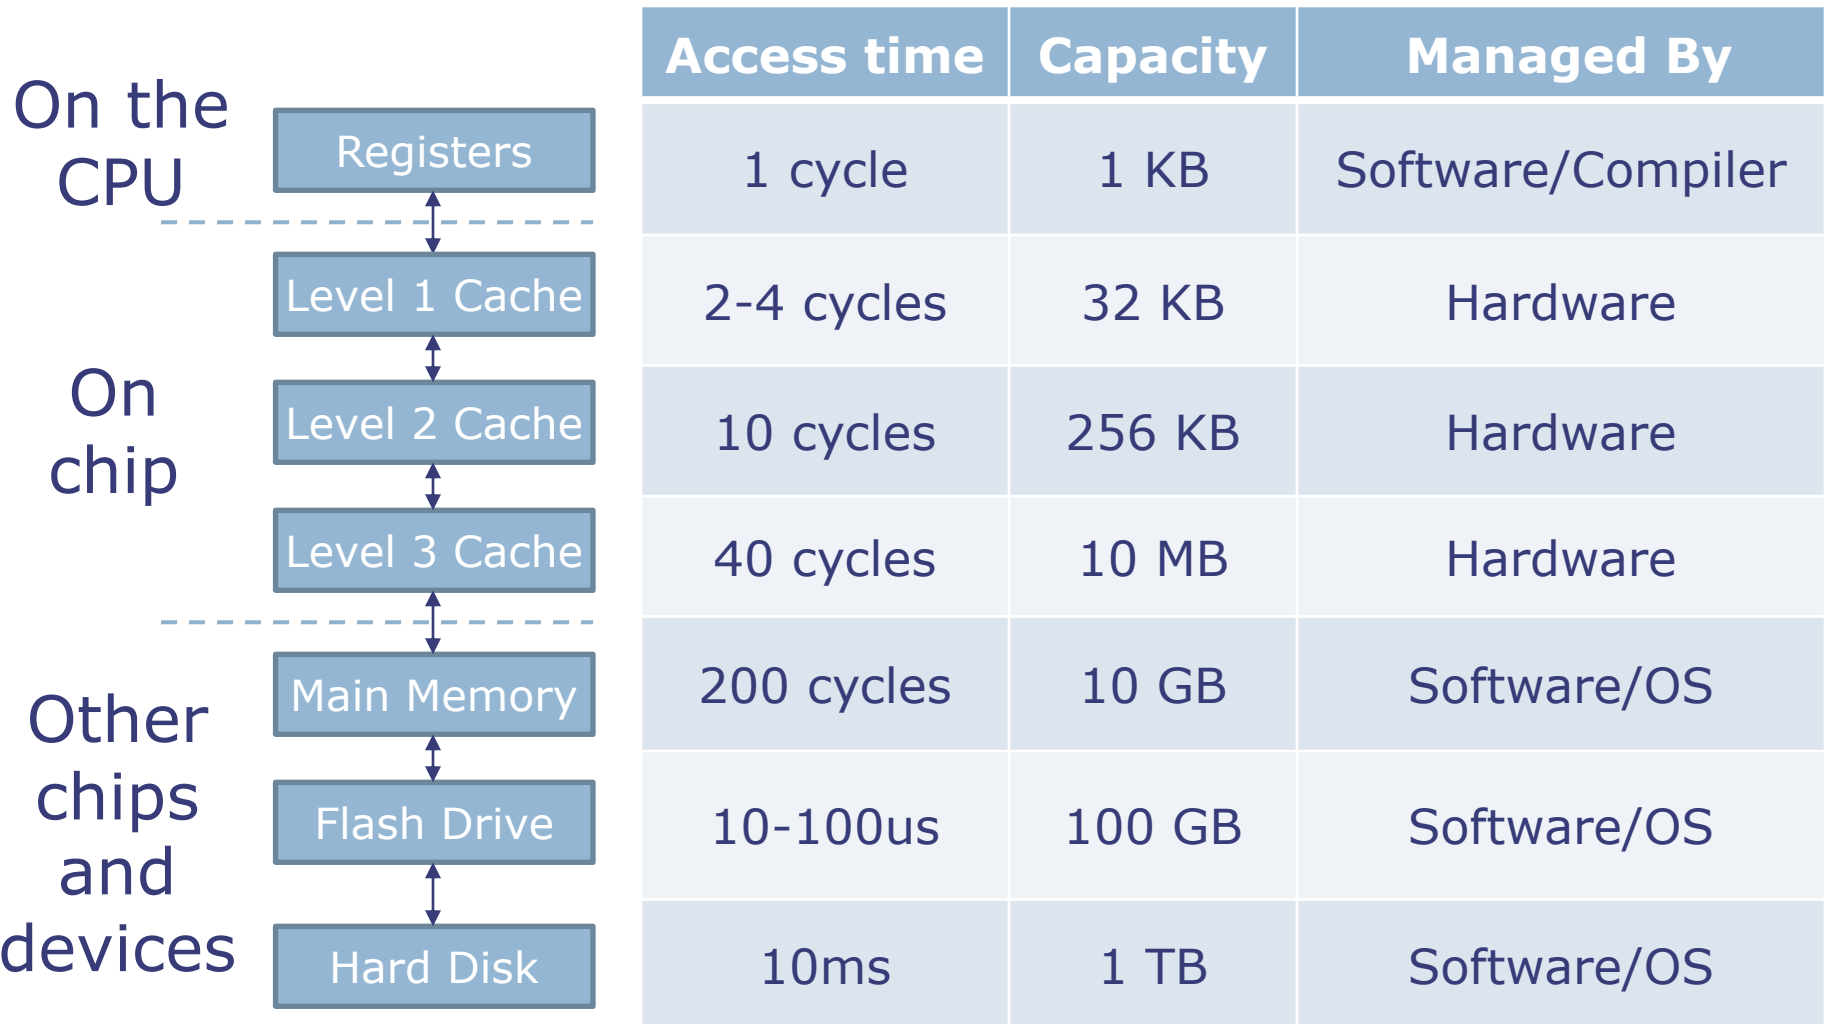 Access time Capacity Managed By
On the
CPU
Registers
1 cycle 1 KB Software/Compiler
Level 1 Cache
2-4 cycles 32 KB Hardware
On
chip
Level 2 Cache
10 cycles 256 KB Hardware
Level 3 Cache
40 cycles 10 MB Hardware
Other
chips
and
devices
Main Memory
200 cycles 10 GB Software/OS
Flash Drive
10-100us 100 GB Software/OS
Hard Disk
10ms 1 TB Software/OS